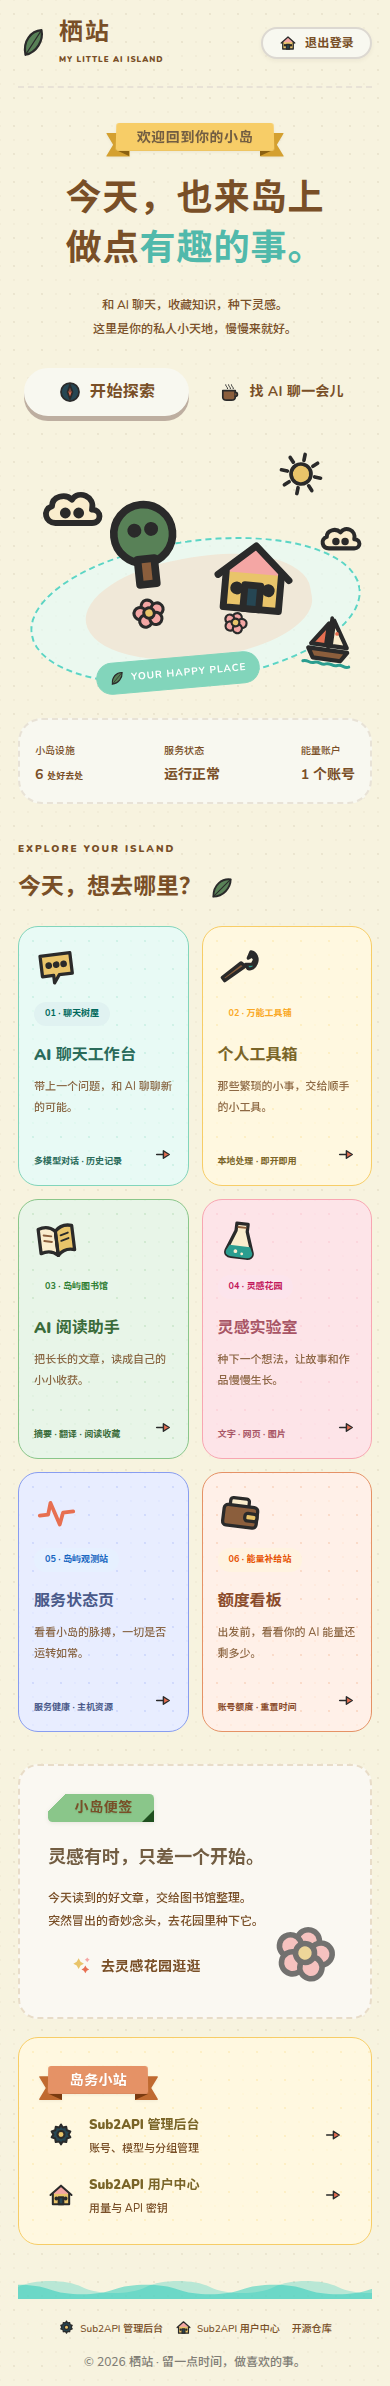 栖站
MY LITTLE AI ISLAND
退出登录
欢迎回到你的小岛
今天，也来岛上
做点有趣的事。
和 AI 聊天，收藏知识，种下灵感。
这里是你的私人小天地，慢慢来就好。
开始探索
找 AI 聊一会儿
YOUR HAPPY PLACE
小岛设施
6 处好去处
服务状态
运行正常
能量账户
1 个账号
EXPLORE YOUR ISLAND
今天，想去哪里？
01 · 聊天树屋
AI 聊天工作台
带上一个问题，和 AI 聊聊新
的可能。
多模型对话 · 历史记录
02 · 万能工具铺
个人工具箱
那些繁琐的小事，交给顺手
的小工具。
本地处理 · 即开即用
03 · 岛屿图书馆
AI 阅读助手
把长长的文章，读成自己的
小小收获。
摘要 · 翻译 · 阅读收藏
04 · 灵感花园
灵感实验室
种下一个想法，让故事和作
品慢慢生长。
文字 · 网页 · 图片
05 · 岛屿观测站
服务状态页
看看小岛的脉搏，一切是否
运转如常。
服务健康 · 主机资源
06 · 能量补给站
额度看板
出发前，看看你的 AI 能量还
剩多少。
账号额度 · 重置时间
小岛便签
灵感有时，只差一个开始。
今天读到的好文章，交给图书馆整理。
突然冒出的奇妙念头，去花园里种下它。
去灵感花园逛逛
岛务小站
Sub2API 管理后台
账号、模型与分组管理
Sub2API 用户中心
用量与 API 密钥
Sub2API 管理后台
Sub2API 用户中心
开源仓库
© 2026 栖站 · 留一点时间，做喜欢的事。